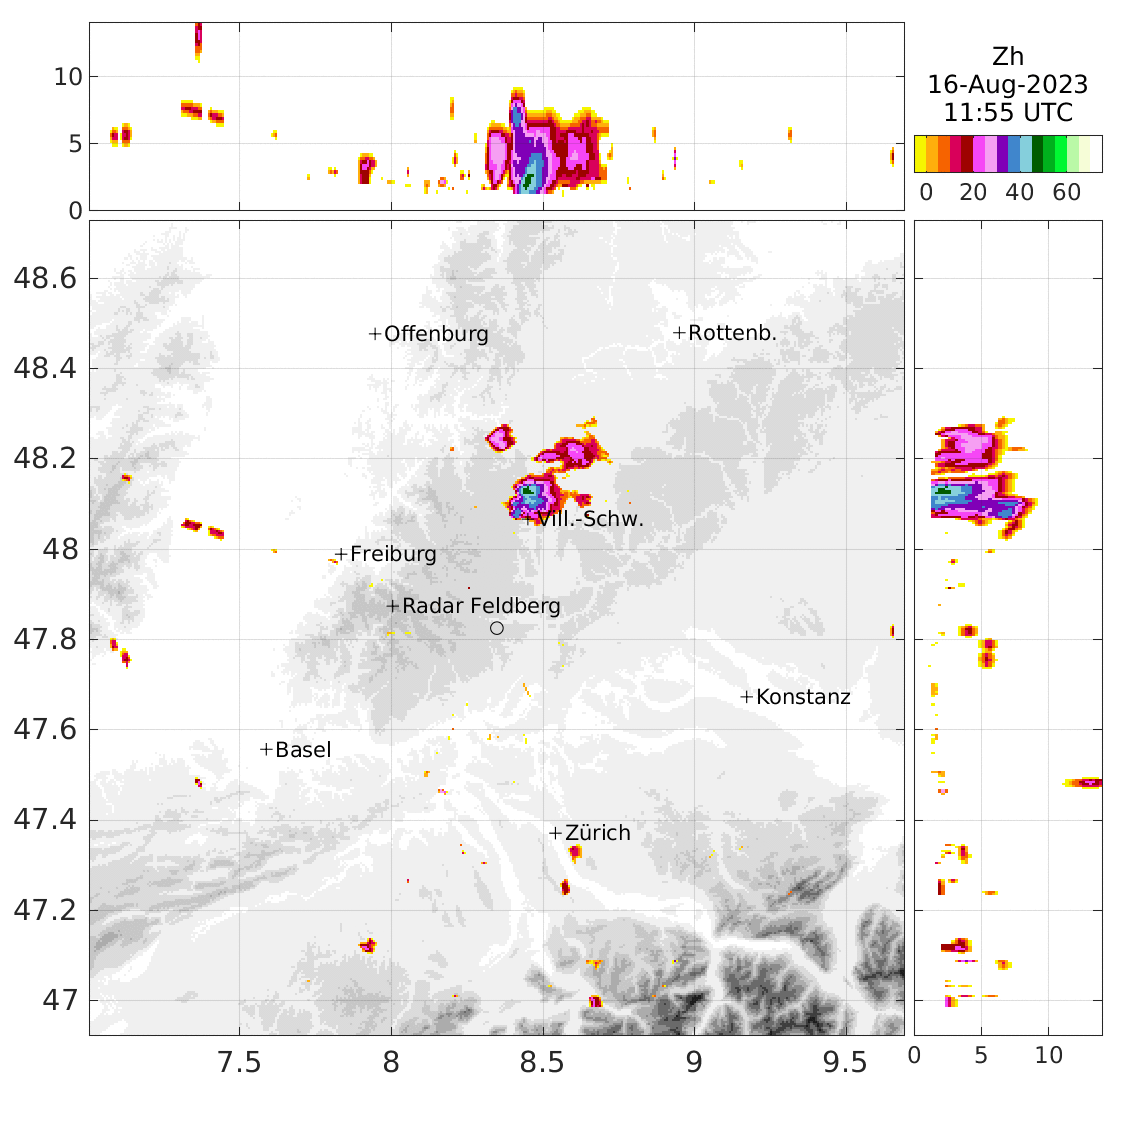 10
5
0
Zh
16-Aug-2023
11:55 UTC
0 20 40 60
48.6
48.4
48.2
48
47.8
47.6
47.4
47.2
47
Offenburg
Rottenb.
Vill.-Schw.
Freiburg
Radar Feldberg
Konstanz
Basel
Zürich
7.5 8 8.5 9 9.5
0 5 10